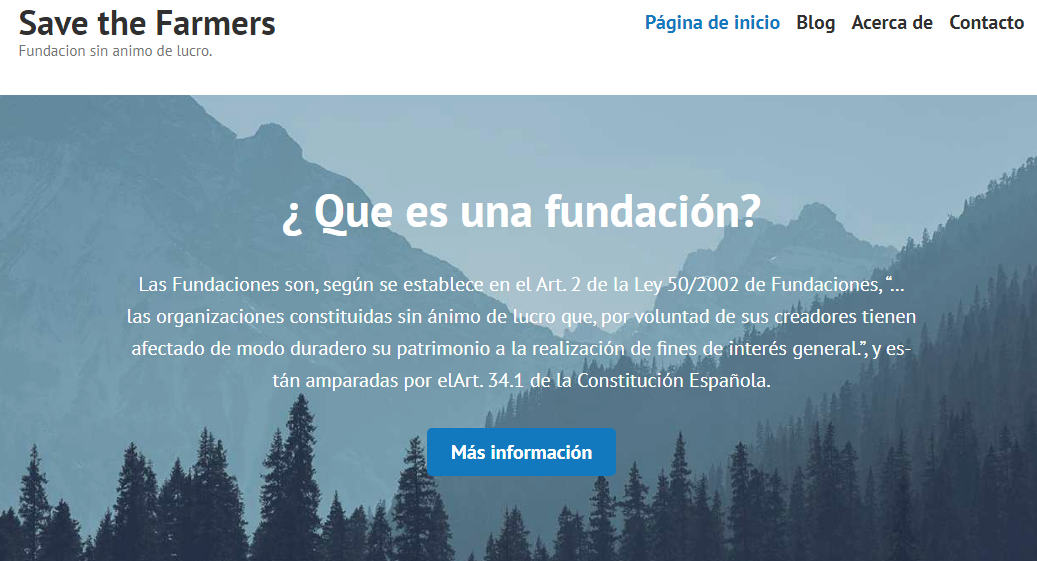 Save the Farmers
Fundacion sin animo de lucro.
Página de inicio Blog Acerca de Contacto
¿ Que es una fundación?
Las Fundaciones son, según se establece en el Art. 2 de la Ley 50/2002 de Fundaciones, “...
las organizaciones constituidas sin ánimo de lucro que, por voluntad de sus creadores tienen
afectado de modo duradero su patrimonio a la realización de fines de interés general.”, y es-
tán amparadas por elArt. 34.1 de la Constitución Española.
Más información